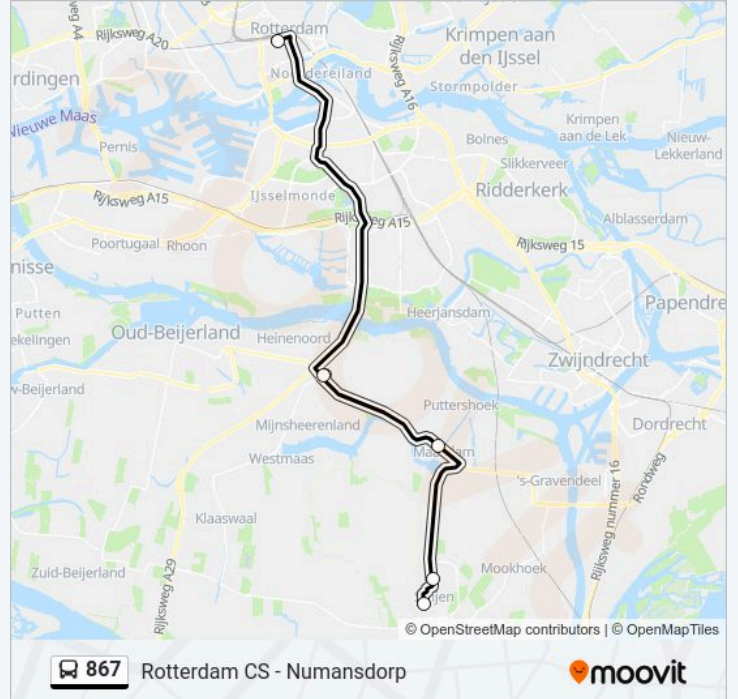 Rotterdam
Krimpen aan
den IJssel
Rijksweg A20
Rijksweg A16
Stormpolder
rdingen
Nieuwe Maas
Krimpen
aan de Lek
Bolnes
Nieuw-
Lekkerland
Pernis
Slikkerveer
Ridderkerk
IJsselmonde
Rijksweg A15
Rijksweg A15
Alblasserdam
Poortugaal
Rhoon
Rijksweg 15
nisse
Papendre
Putten
Heerjansdam
Oud-Beijerland
Heinenoord
ekelingen
Zwijndrecht
w-Beijerland
Puttershoek
Mijnsheerenland
Dordrecht
Westmaas
's-Gravendeel
Rondweg
Rijksweg nummer 16
Klaaswaal
Zuid-Beijerland
Rijksweg A29
Mookhoek
ijen
© OpenStreetMap contributors | © OpenMapTiles
867
Rotterdam CS - Numansdorp
moovit